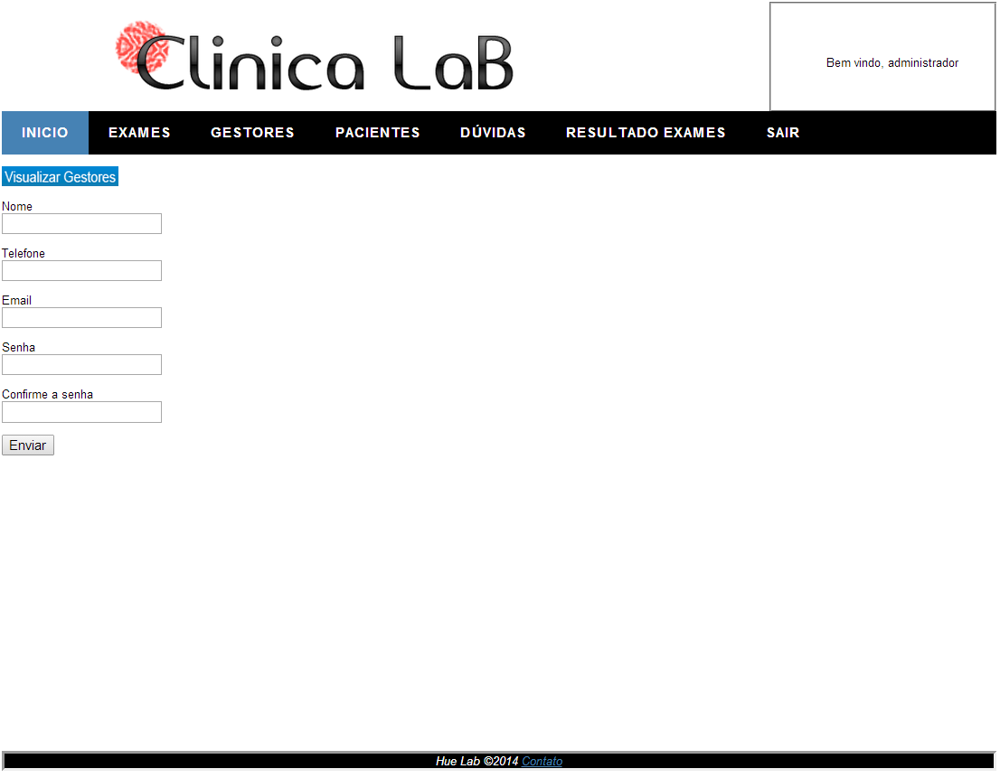 Clinica LaB
Bem vindo, administrador
INICIO EXAMES GESTORES PACIENTES DÚVIDAS RESULTADO EXAMES SAIR
Visualizar Gestores
Nome
Telefone
Email
Senha
Confirme a senha
Enviar
Hue Lab ©2014 Contato